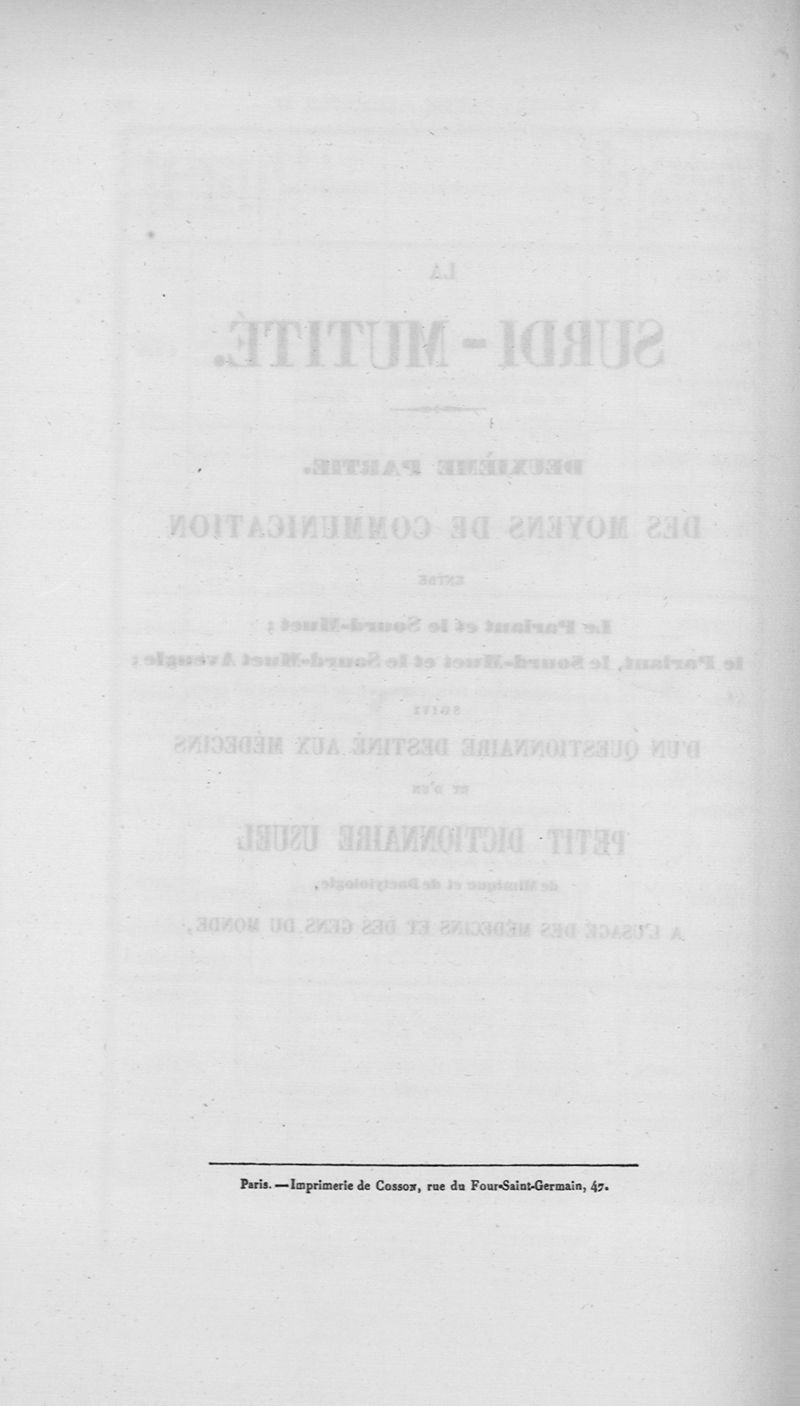 LA
SURDI-MUTITÉ.
DEUXIÈME PARTIE.
DES MOYENS DE COMMUNICATION
ENTRE
Le Parlant et le Sourd-Muet ;
le Parlant, le Sourd-Muet et le Sourd-Muet Aveugle ;
SUIVI
D'UN QUESTIONNAIRE DESTINÉ AUX MÉDECINS
ET D'UN
PETIT DICTIONNAIRE USUEL
de Mimique et de Dactylologie,
A L'USAGE DES MÉDECINS ET DES GENS DU MONDE,
Paris. — Imprimerie de Cosson, rue du Four-Saint-Germain, 47.